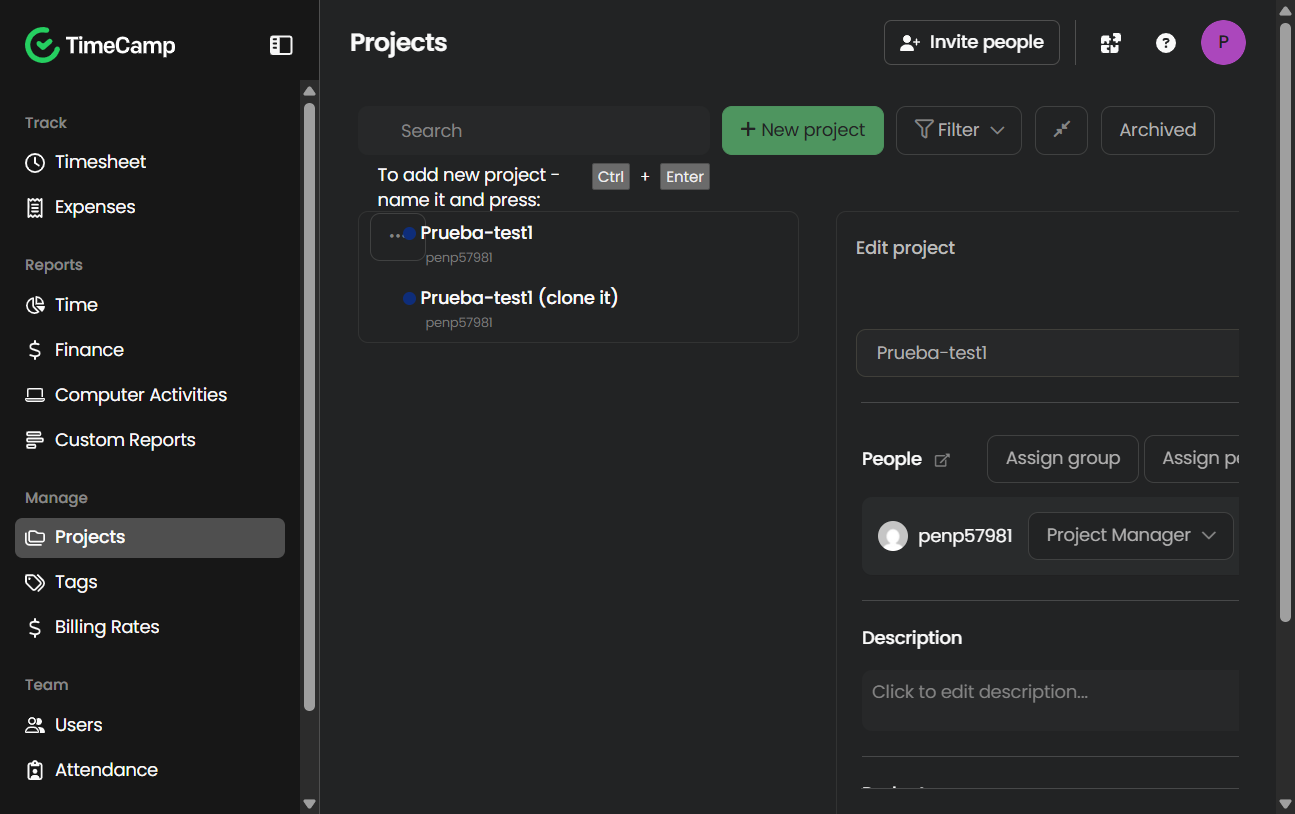 TimeCamp
Track
Timesheet
Expenses
Reports
Time
Finance
Computer Activities
Custom Reports
Manage
Projects
Tags
Billing Rates
Team
Users
Attendance
Projects
Invite people
P
Search
+ New project
Filter
Archived
To add new project -
name it and press:
Ctrl + Enter
Prueba-test1
penp57981
Prueba-test1 (clone it)
penp57981
Edit project
Prueba-test1
People
Assign group
Assign pe
penp57981
Project Manager
Description
Click to edit description...